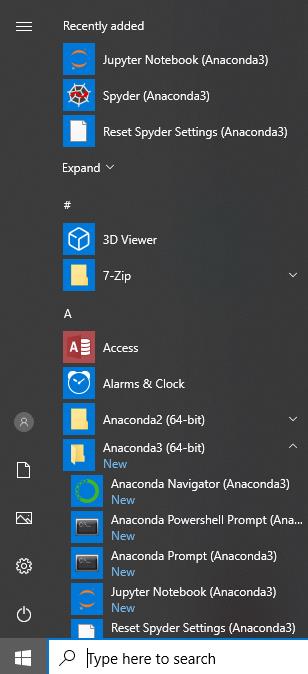 Recently added
Jupyter Notebook (Anaconda3)
Spyder (Anaconda3)
Reset Spyder Settings (Anaconda3)
Expand
#
3D Viewer
7-Zip
A
Access
Alarms & Clock
Anaconda2 (64-bit)
Anaconda3 (64-bit)
New
Anaconda Navigator (Anaconda3)
New
Anaconda Powershell Prompt (Ana...
New
Anaconda Prompt (Anaconda3)
New
Jupyter Notebook (Anaconda3)
New
Reset Spyder Settings (Anaconda3)
Type here to search